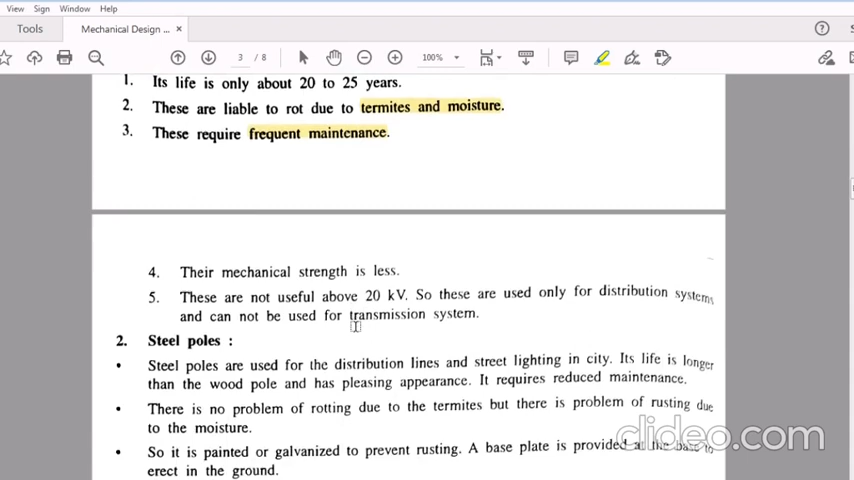 View Sign Window Help
Tools Mechanical Design ... ×
3 / 8 100%
1. Its life is only about 20 to 25 years.
2. These are liable to rot due to termites and moisture.
3. These require frequent maintenance.
4. Their mechanical strength is less.
5. These are not useful above 20 kV. So these are used only for distribution systems
and can not be used for transmission system.
2. Steel poles :
• Steel poles are used for the distribution lines and street lighting in city. Its life is longer
than the wood pole and has pleasing appearance. It requires reduced maintenance.
• There is no problem of rotting due to the termites but there is problem of rusting due
to the moisture.
• So it is painted or galvanized to prevent rusting. A base plate is provided at the base to
erect in the ground.
clideo.com